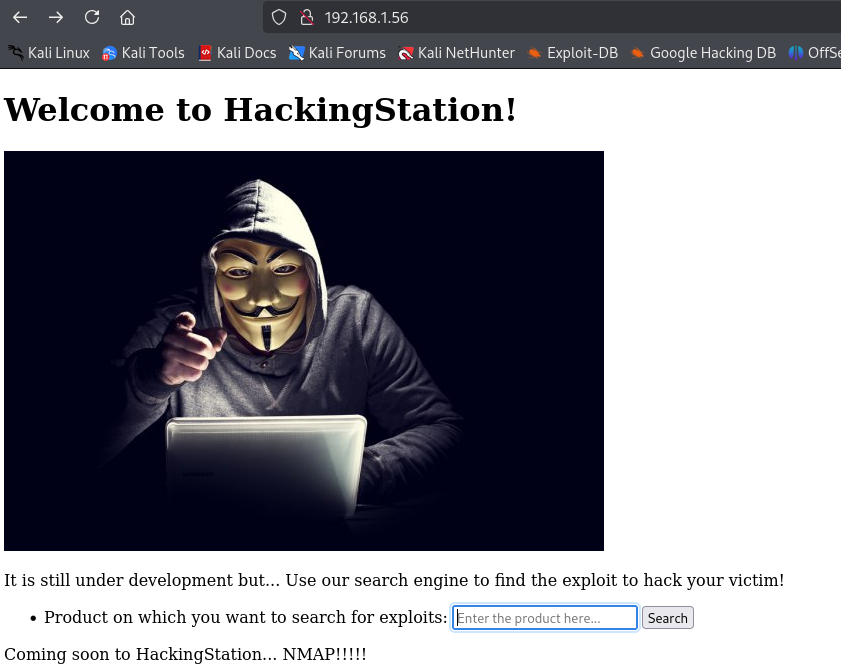 192.168.1.56
Kali Linux Kali Tools Kali Docs Kali Forums Kali NetHunter Exploit-DB Google Hacking DB OffSe
Welcome to HackingStation!
It is still under development but... Use our search engine to find the exploit to hack your victim!
• Product on which you want to search for exploits: Enter the product here... Search
Coming soon to HackingStation... NMAP!!!!!